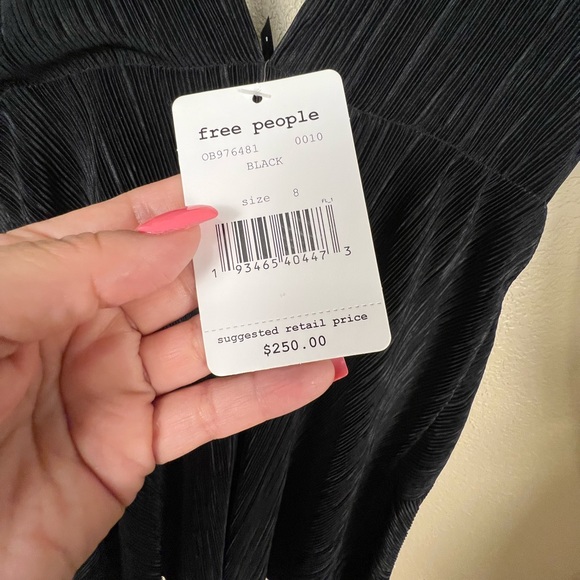 free people
OB976481 0010
BLACK
size 8
1 93465 40447 3
suggested retail price
$250.00